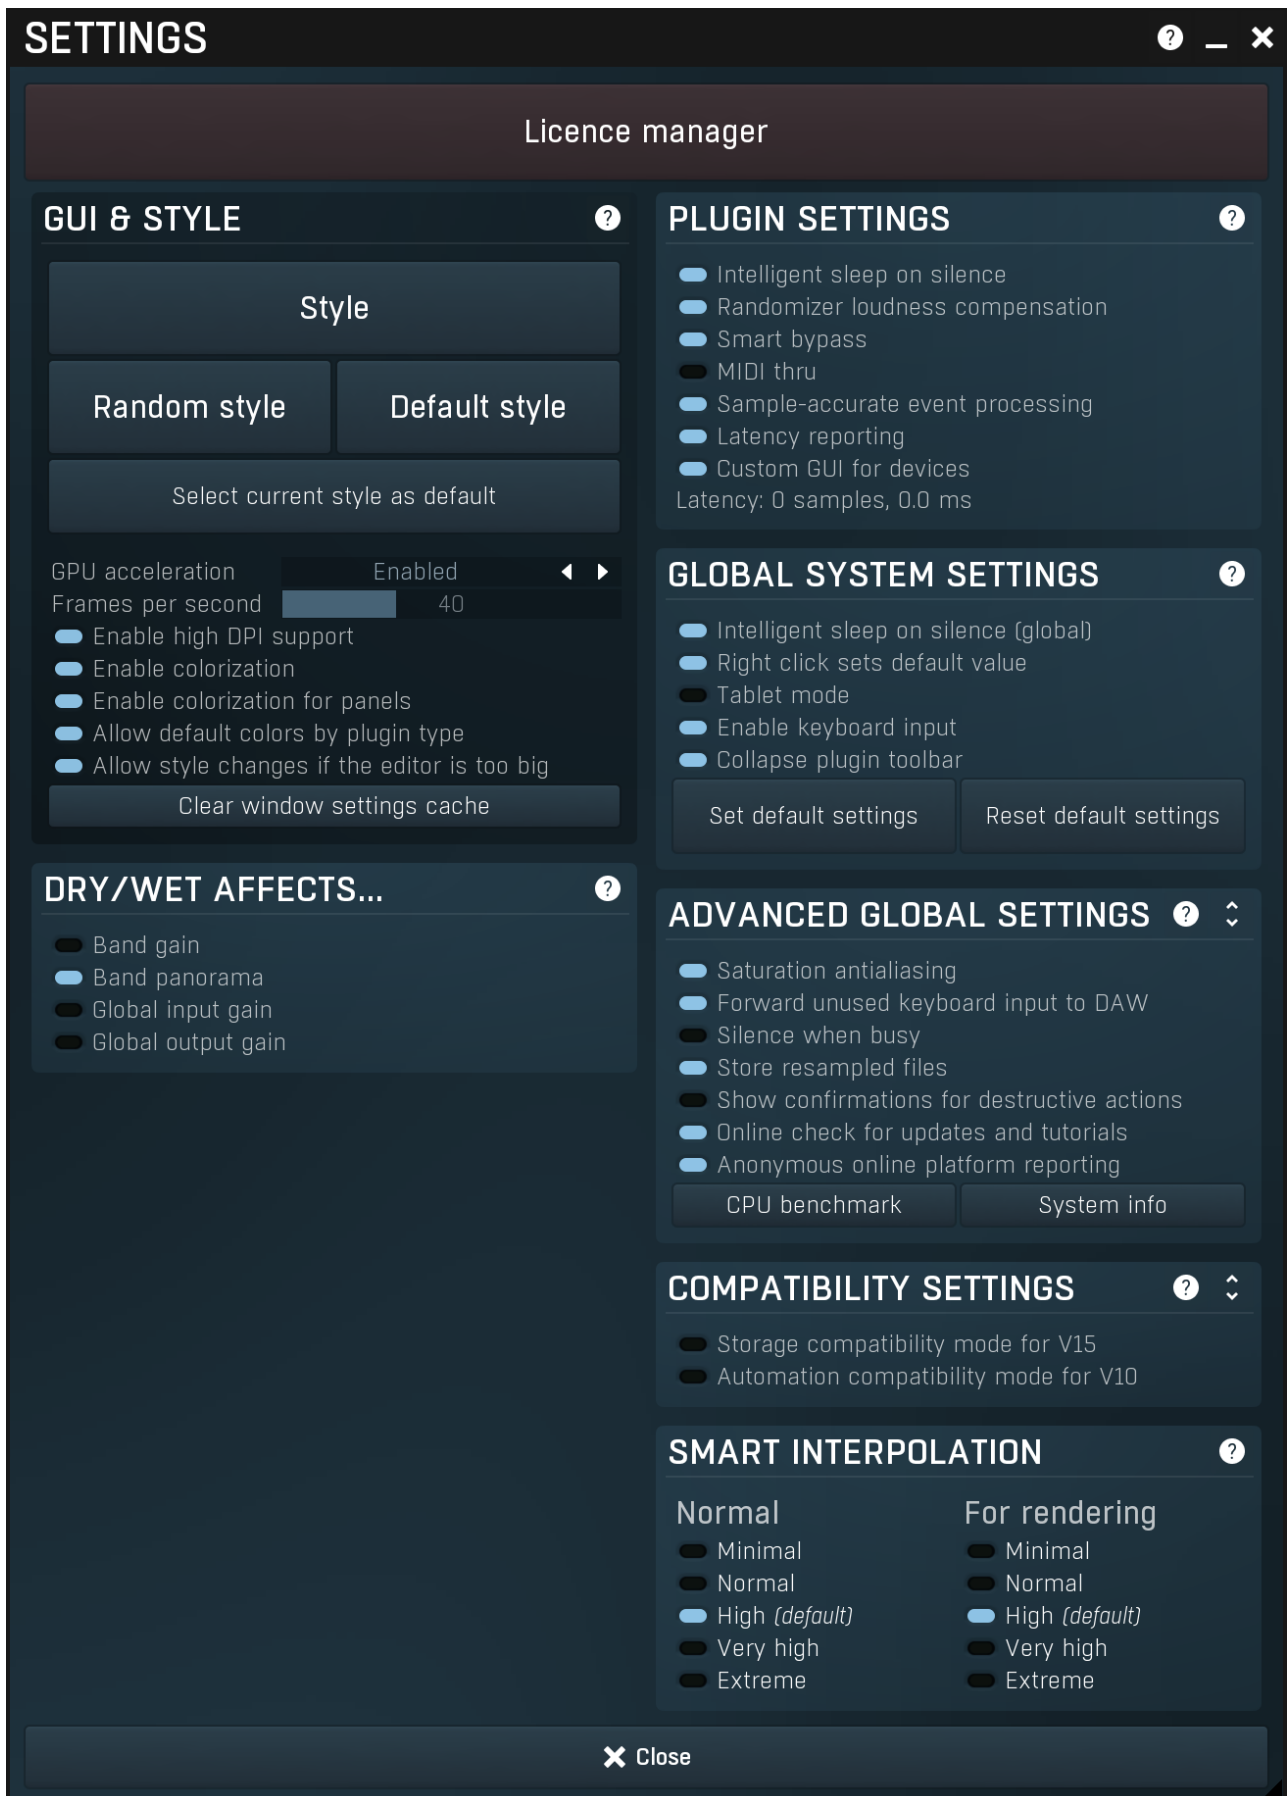 SETTINGS
Licence manager
GUI & STYLE
Style
Random style
Default style
Select current style as default
GPU acceleration Enabled
Frames per second 40
Enable high DPI support
Enable colorization
Enable colorization for panels
Allow default colors by plugin type
Allow style changes if the editor is too big
Clear window settings cache
DRY/WET AFFECTS...
Band gain
Band panorama
Global input gain
Global output gain
PLUGIN SETTINGS
Intelligent sleep on silence
Randomizer loudness compensation
Smart bypass
MIDI thru
Sample-accurate event processing
Latency reporting
Custom GUI for devices
Latency: 0 samples, 0.0 ms
GLOBAL SYSTEM SETTINGS
Intelligent sleep on silence (global)
Right click sets default value
Tablet mode
Enable keyboard input
Collapse plugin toolbar
Set default settings
Reset default settings
ADVANCED GLOBAL SETTINGS
Saturation antialiasing
Forward unused keyboard input to DAW
Silence when busy
Store resampled files
Show confirmations for destructive actions
Online check for updates and tutorials
Anonymous online platform reporting
CPU benchmark
System info
COMPATIBILITY SETTINGS
Storage compatibility mode for V15
Automation compatibility mode for V10
SMART INTERPOLATION
Normal
Minimal
Normal
High (default)
Very high
Extreme
For rendering
Minimal
Normal
High (default)
Very high
Extreme
Close